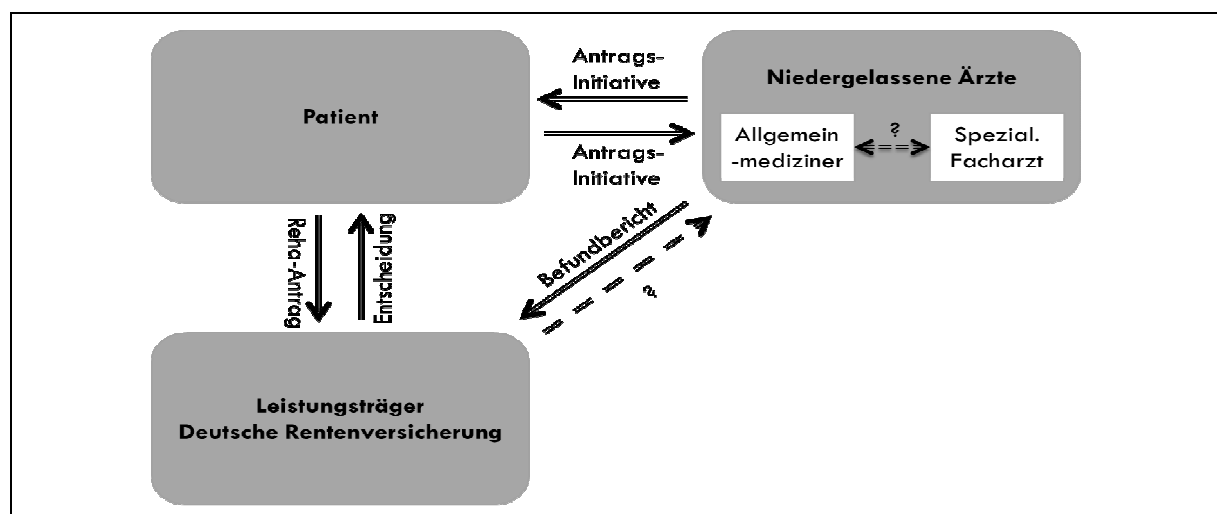 Patient
Antrags-
Initiative
Antrags-
Initiative
Niedergelassene Ärzte
Allgemein
-mediziner
?
Spezial.
Facharzt
Reha-Antrag
Entscheidung
Befundbericht
?
Leistungsträger
Deutsche Rentenversicherung